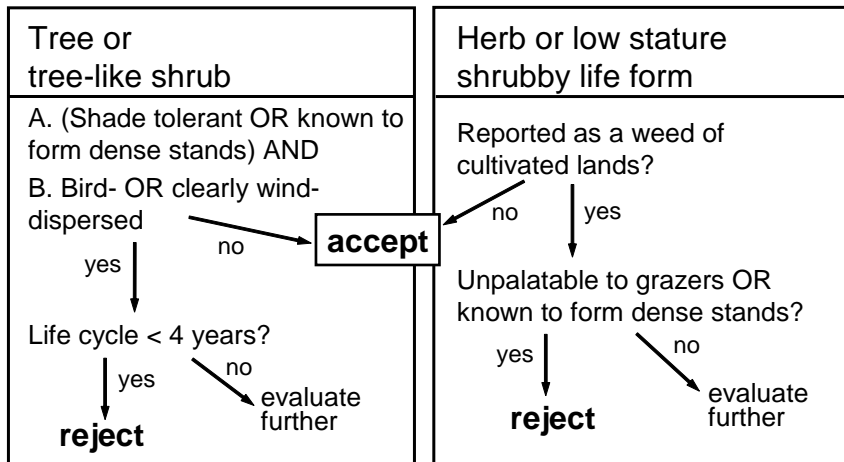 Tree or
tree-like shrub
A. (Shade tolerant OR known to
form dense stands) AND
B. Bird- OR clearly wind-
dispersed
no
yes
Life cycle < 4 years?
yes
no
reject
evaluate
further
accept
Herb or low stature
shrubby life form
Reported as a weed of
cultivated lands?
no
yes
Unpalatable to grazers OR
known to form dense stands?
yes
no
reject
evaluate
further